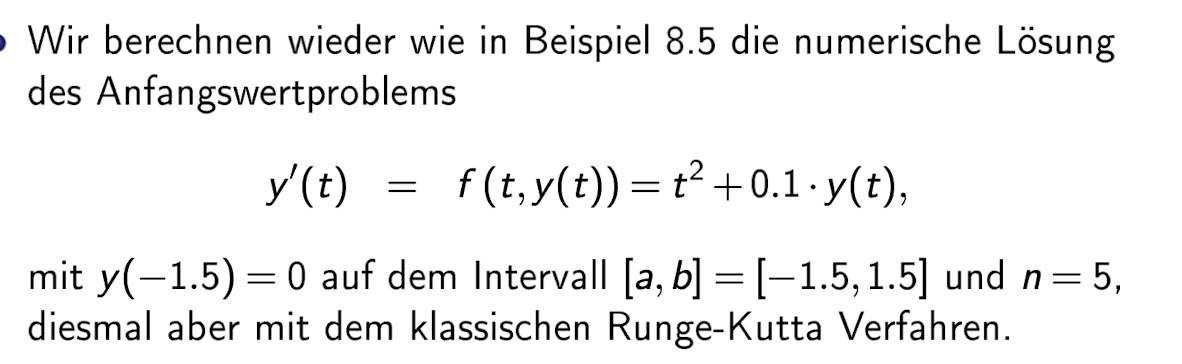 Wir berechnen wieder wie in Beispiel 8.5 die numerische Lösung
des Anfangswertproblems
y′(t) = f(t, y(t)) = t² + 0.1 · y(t),
mit y(−1.5) = 0 auf dem Intervall [a, b] = [−1.5, 1.5] und n = 5,
diesmal aber mit dem klassischen Runge-Kutta Verfahren.